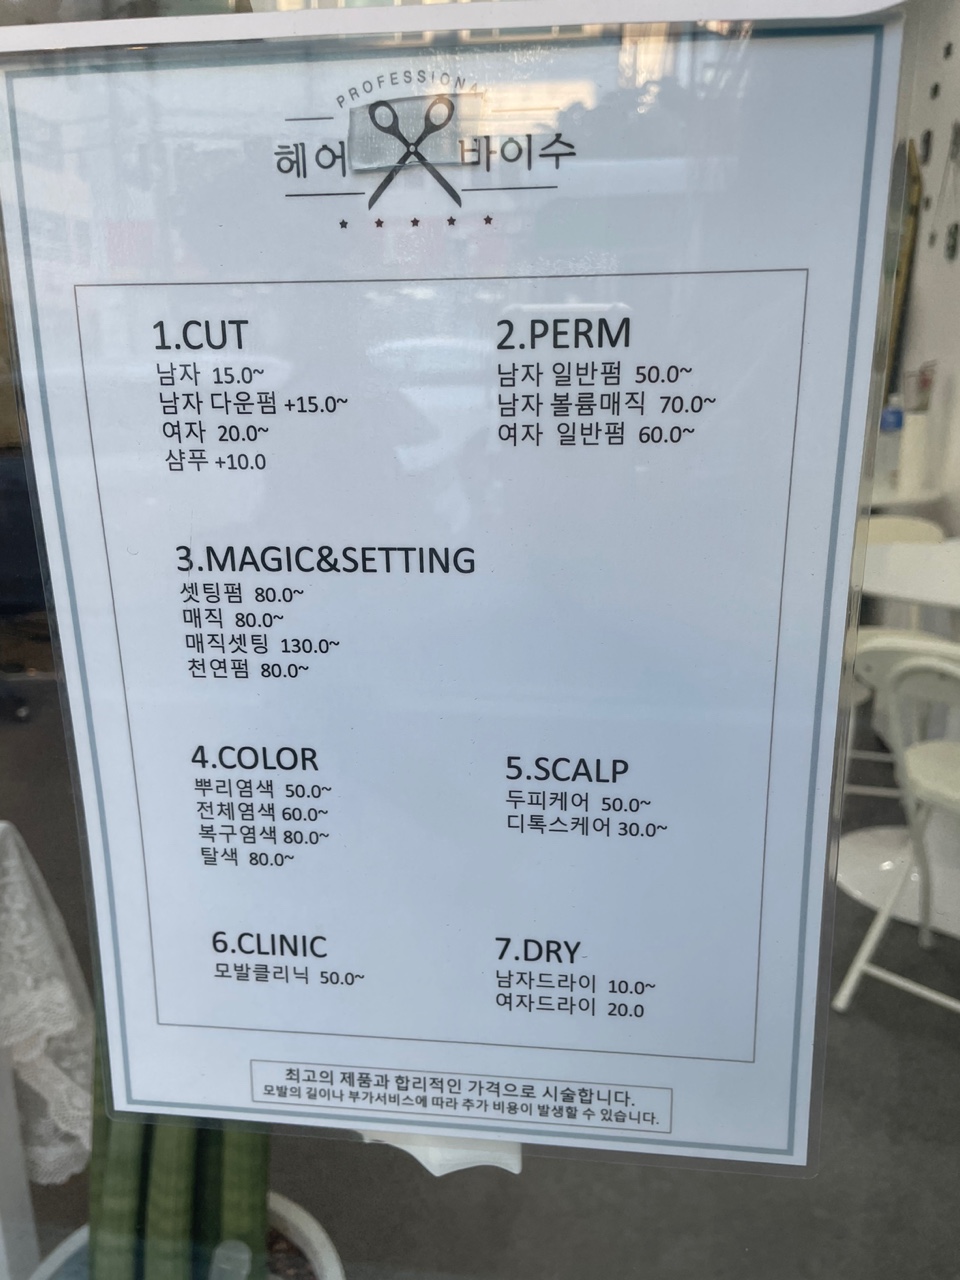 PROFESSIONAL
헤어 바이수
1.CUT
남자 15.0~
남자 다운펌 +15.0~
여자 20.0~
샴푸 +10.0
2.PERM
남자 일반펌 50.0~
남자 볼륨매직 70.0~
여자 일반펌 60.0~
3.MAGIC&SETTING
셋팅펌 80.0~
매직 80.0~
매직셋팅 130.0~
천연펌 80.0~
4.COLOR
뿌리염색 50.0~
전체염색 60.0~
복구염색 80.0~
탈색 80.0~
5.SCALP
두피케어 50.0~
디톡스케어 30.0~
6.CLINIC
모발클리닉 50.0~
7.DRY
남자드라이 10.0~
여자드라이 20.0
최고의 제품과 합리적인 가격으로 시술합니다.
모발의 길이나 부가서비스에 따라 추가 비용이 발생할 수 있습니다.